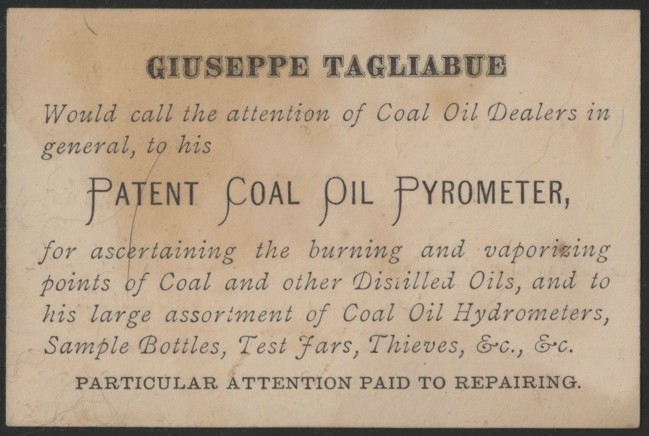 GIUSEPPE TAGLIABUE
Would call the attention of Coal Oil Dealers in
general, to his
PATENT COAL OIL PYROMETER,
for ascertaining the burning and vaporizing
points of Coal and other Distilled Oils, and to
his large assortment of Coal Oil Hydrometers,
Sample Bottles, Test Jars, Thieves, &c., &c.
PARTICULAR ATTENTION PAID TO REPAIRING.